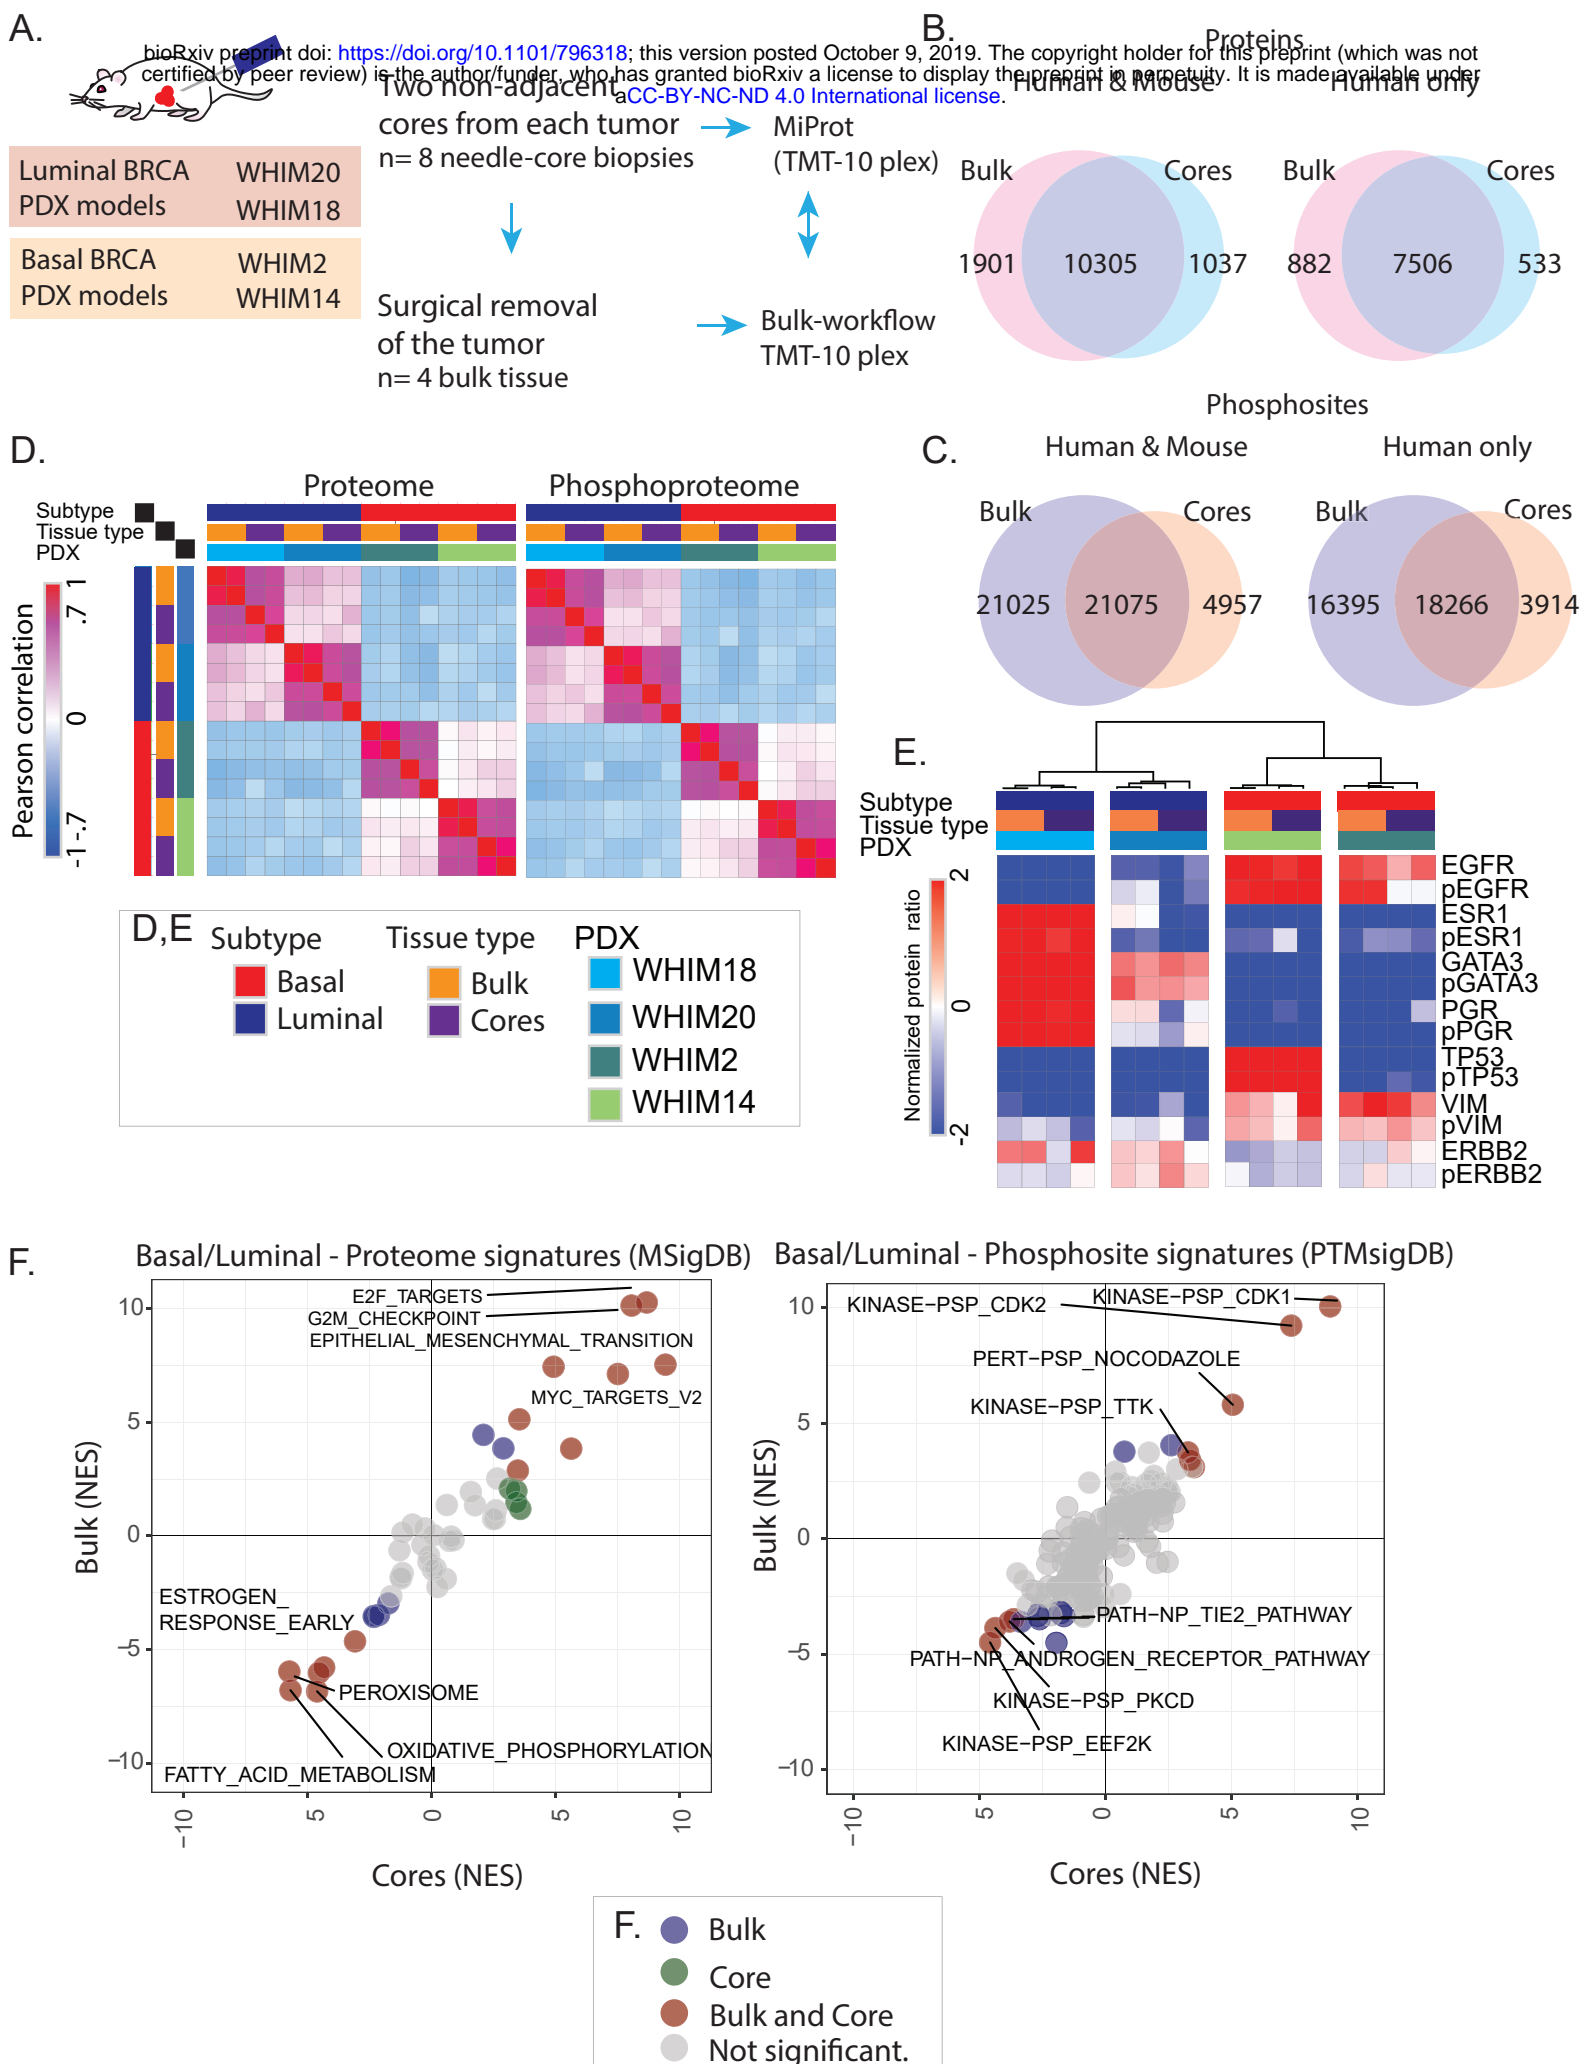 A.
B.
bioRxiv preprint doi: https://doi.org/10.1101/796318; this version posted October 9, 2019. The copyright holder for this preprint (which was not
certified by peer review) is the author/funder, who has granted bioRxiv a license to display the preprint in perpetuity. It is made available under
aCC-BY-NC-ND 4.0 International license.
Two non-adjacent
cores from each tumor
n= 8 needle-core biopsies
MiProt
(TMT-10 plex)
Luminal BRCA
PDX models
WHIM20
WHIM18
Basal BRCA
PDX models
WHIM2
WHIM14
Surgical removal
of the tumor
n= 4 bulk tissue
Bulk-workflow
TMT-10 plex
Proteins
Human & Mouse
Human only
Bulk
Cores
1901
10305
1037
Bulk
Cores
882
7506
533
Phosphosites
C.
Human & Mouse
Human only
Bulk
Cores
21025
21075
4957
Bulk
Cores
16395
18266
3914
D.
Proteome
Phosphoproteome
Subtype
Tissue type
PDX
Pearson correlation
1
.7
0
-.7
-1
D,E
Subtype
Basal
Luminal
Tissue type
Bulk
Cores
PDX
WHIM18
WHIM20
WHIM2
WHIM14
E.
Subtype
Tissue type
PDX
Normalized protein ratio
2
0
-2
EGFR
pEGFR
ESR1
pESR1
GATA3
pGATA3
PGR
pPGR
TP53
pTP53
VIM
pVIM
ERBB2
pERBB2
F.
Basal/Luminal - Proteome signatures (MSigDB)
E2F_TARGETS
G2M_CHECKPOINT
EPITHELIAL_MESENCHYMAL_TRANSITION
MYC_TARGETS_V2
ESTROGEN_
RESPONSE_EARLY
PEROXISOME
OXIDATIVE_PHOSPHORYLATION
FATTY_ACID_METABOLISM
Bulk (NES)
10
5
0
−5
−10
−10
5
0
5
10
Cores (NES)
Basal/Luminal - Phosphosite signatures (PTMsigDB)
KINASE−PSP_CDK2
KINASE−PSP_CDK1
PERT−PSP_NOCODAZOLE
KINASE−PSP_TTK
PATH−NP_TIE2_PATHWAY
PATH−NP_ANDROGEN_RECEPTOR_PATHWAY
KINASE−PSP_PKCD
KINASE−PSP_EEF2K
Bulk (NES)
10
5
0
−5
−10
−10
5
0
5
10
Cores (NES)
F.
Bulk
Core
Bulk and Core
Not significant.